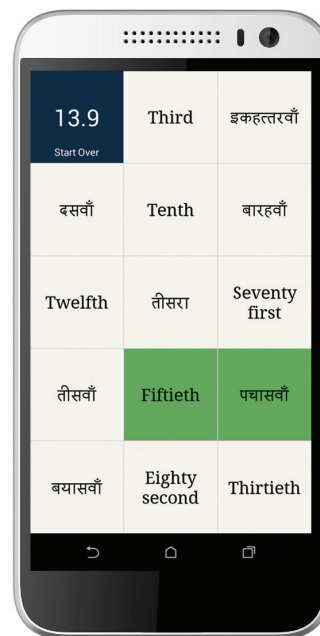 13.9
Start Over
Third
इकहत्तरवाँ
दसवाँ
Tenth
बारहवाँ
Twelfth
तीसरा
Seventy
first
तीसवाँ
Fiftieth
पचासवाँ
बयासवाँ
Eighty
second
Thirtieth